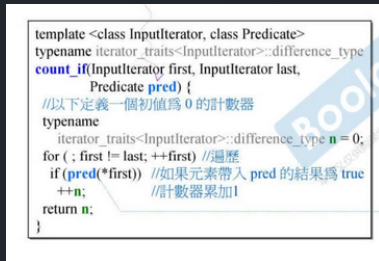 template <class InputIterator, class Predicate>
typename iterator_traits<InputIterator>::difference_type
count_if(InputIterator first, InputIterator last,
Predicate pred) {
//以下定義一個初值為 0 的計數器
typename
iterator_traits<InputIterator>::difference_type n = 0;
for ( ; first != last; ++first) //遍歷
if (pred(*first)) //如果元素帶入 pred 的結果為 true
++n; //計數器累加1
return n;
}
Boola